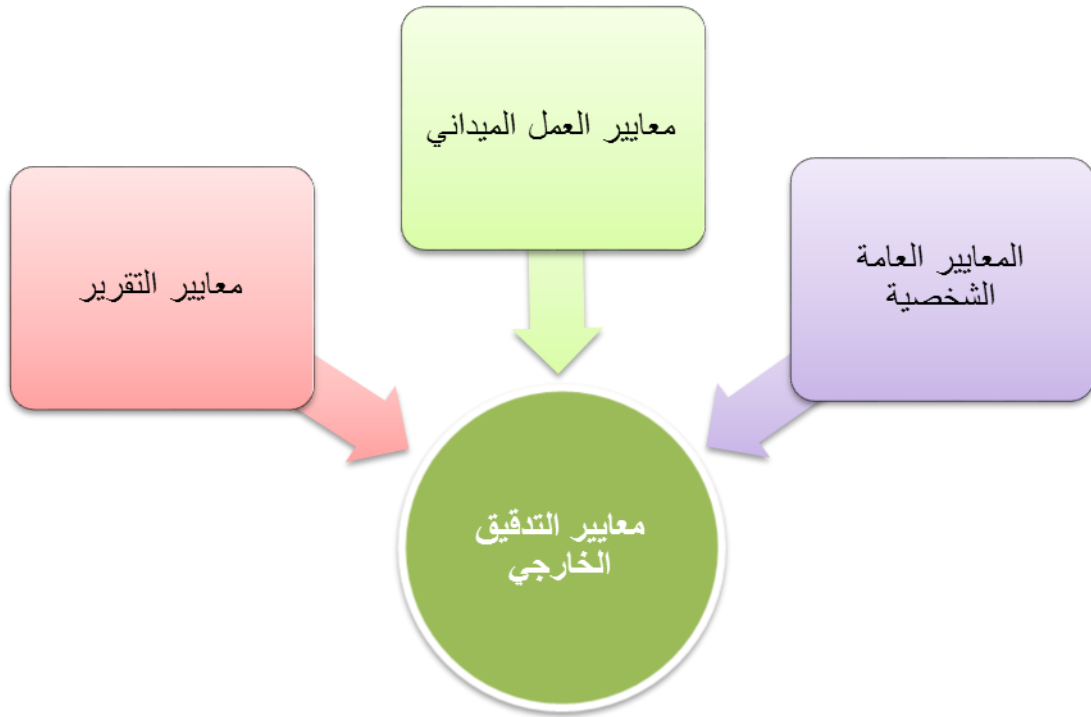 معايير العمل الميداني
المعايير العامة
الشخصية
معايير التقرير
معايير التدقيق
الخارجي